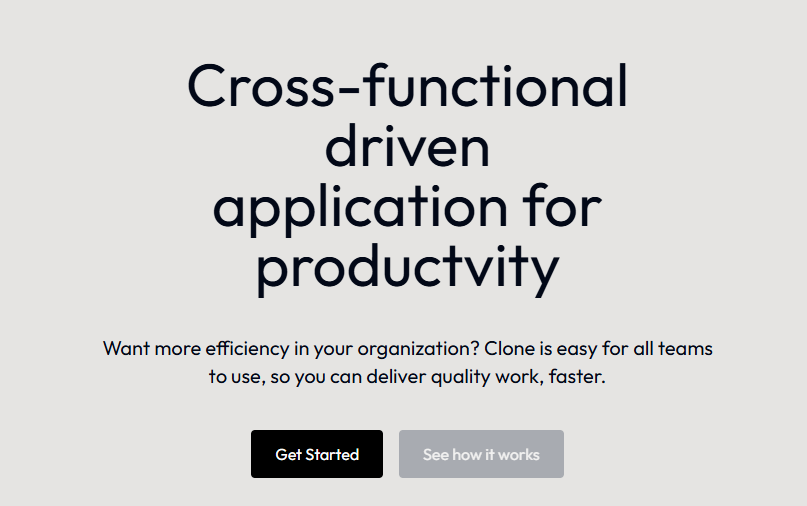 Cross-functional
driven
application for
productvity
Want more efficiency in your organization? Clone is easy for all teams
to use, so you can deliver quality work, faster.
Get Started
See how it works